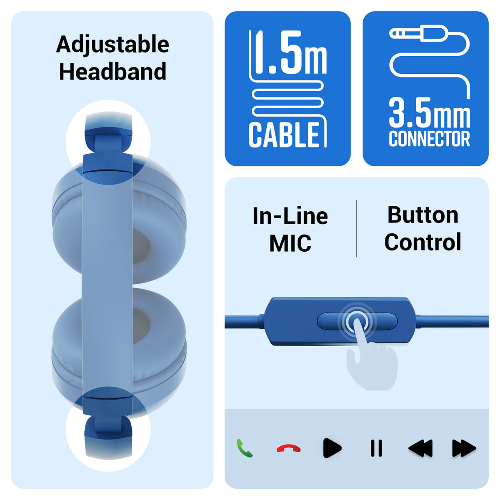 Adjustable
Headband
1.5m
CABLE
3.5mm
CONNECTOR
In-Line
MIC
Button
Control